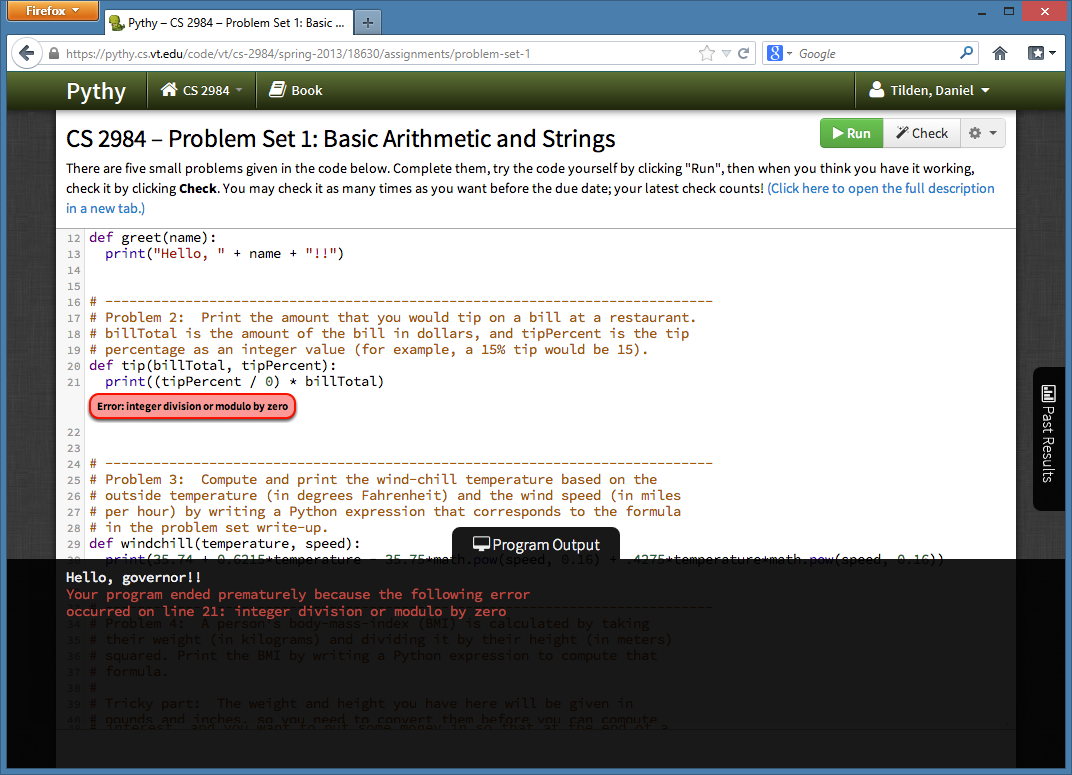 Firefox
Pythy – CS 2984 – Problem Set 1: Basic ...
https://pythy.cs.vt.edu/code/vt/cs-2984/spring-2013/18630/assignments/problem-set-1
Google
Pythy
CS 2984
Book
Tilden, Daniel
CS 2984 – Problem Set 1: Basic Arithmetic and Strings
Run
Check
There are five small problems given in the code below. Complete them, try the code yourself by clicking "Run", then when you think you have it working,
check it by clicking Check. You may check it as many times as you want before the due date; your latest check counts! (Click here to open the full description
in a new tab.)
12 def greet(name):
13 print("Hello, " + name + "!!")
14
15
16 # ----------------------------------------------------------------------------
17 # Problem 2:  Print the amount that you would tip on a bill at a restaurant.
18 # billTotal is the amount of the bill in dollars, and tipPercent is the tip
19 # percentage as an integer value (for example, a 15% tip would be 15).
20 def tip(billTotal, tipPercent):
21 print((tipPercent / 0) * billTotal)
Error: integer division or modulo by zero
22
23
24 # ----------------------------------------------------------------------------
25 # Problem 3:  Compute and print the wind-chill temperature based on the
26 # outside temperature (in degrees Fahrenheit) and the wind speed (in miles
27 # per hour) by writing a Python expression that corresponds to the formula
28 # in the problem set write-up.
29 def windchill(temperature, speed):
30 print(35.74 + 0.6215*temperature - 35.75*math.pow(speed, 0.16) + .4275*temperature*math.pow(speed, 0.16))
Program Output
Hello, governor!!
Your program ended prematurely because the following error
occurred on line 21: integer division or modulo by zero
34 # Problem 4:  A person's body-mass-index (BMI) is calculated by taking
35 # their weight (in kilograms) and dividing it by their height (in meters)
36 # squared. Print the BMI by writing a Python expression to compute that
37 # formula.
38 #
39 # Tricky part:  The weight and height you have here will be given in
40 # pounds and inches, so you need to convert them before you can compute
# interest, and you want to put some money in so that at the end of a
Past Results